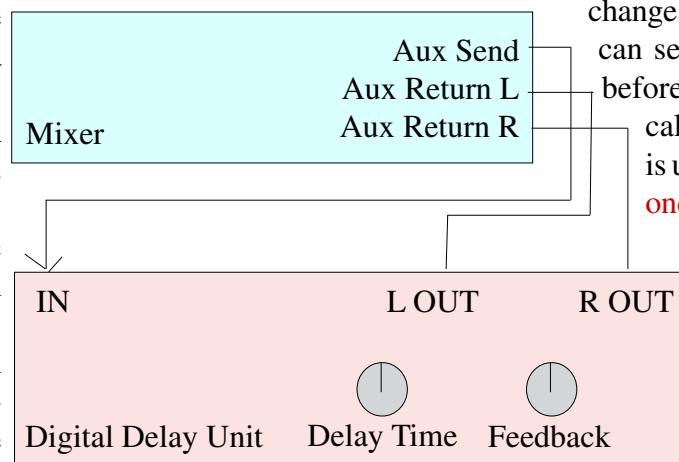 change
can se
before
cal
is u
one
Aux Send
Aux Return L
Aux Return R
Mixer
IN L OUT R OUT
Digital Delay Unit Delay Time Feedback